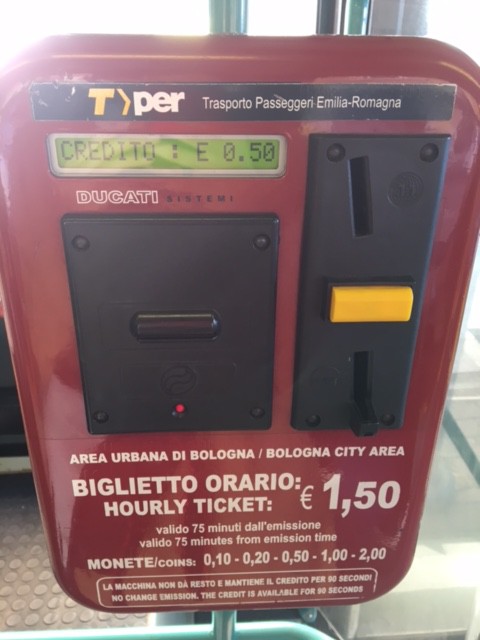 T>per Trasporto Passeggeri Emilia-Romagna
CREDITO : E 0.50
DUCATI SISTEMI
AREA URBANA DI BOLOGNA / BOLOGNA CITY AREA
BIGLIETTO ORARIO:
HOURLY TICKET: € 1,50
valido 75 minuti dall'emissione
valido 75 minutes from emission time
MONETE/COINS: 0,10 - 0,20 - 0,50 - 1,00 - 2,00
LA MACCHINA NON DÀ RESTO E MANTIENE IL CREDITO PER 90 SECONDI
NO CHANGE EMISSION. THE CREDIT IS AVAILABLE FOR 90 SECONDS